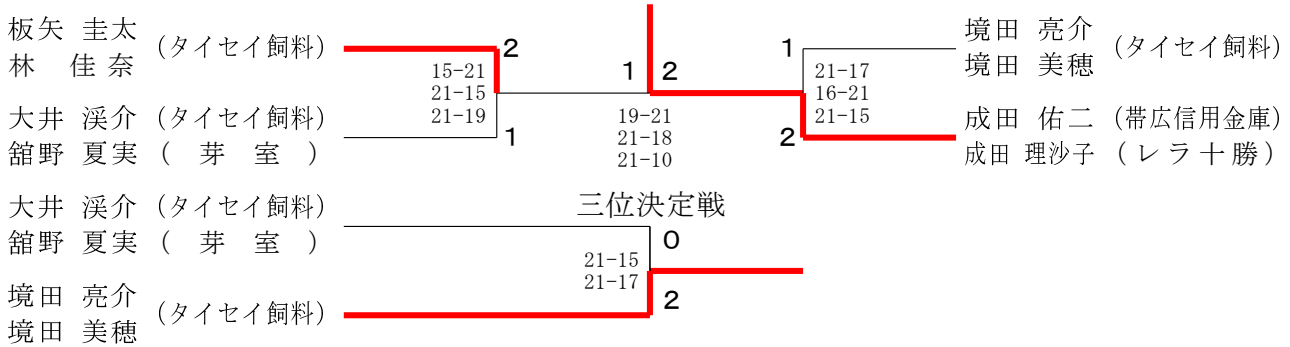 板矢 圭太 (タイセイ飼料)
林 佳奈
2
15-21
21-15
21-19
大井 渓介 (タイセイ飼料)
舘野 夏実 ( 芽 室 )
1
1 2
19-21
21-18
21-10
1
境田 亮介 (タイセイ飼料)
境田 美穂
21-17
16-21
21-15
2
成田 佑二 (帯広信用金庫)
成田 理沙子 (レラ十勝)
三位決定戦
大井 渓介 (タイセイ飼料)
舘野 夏実 ( 芽 室 )
0
21-15
21-17
2
境田 亮介 (タイセイ飼料)
境田 美穂